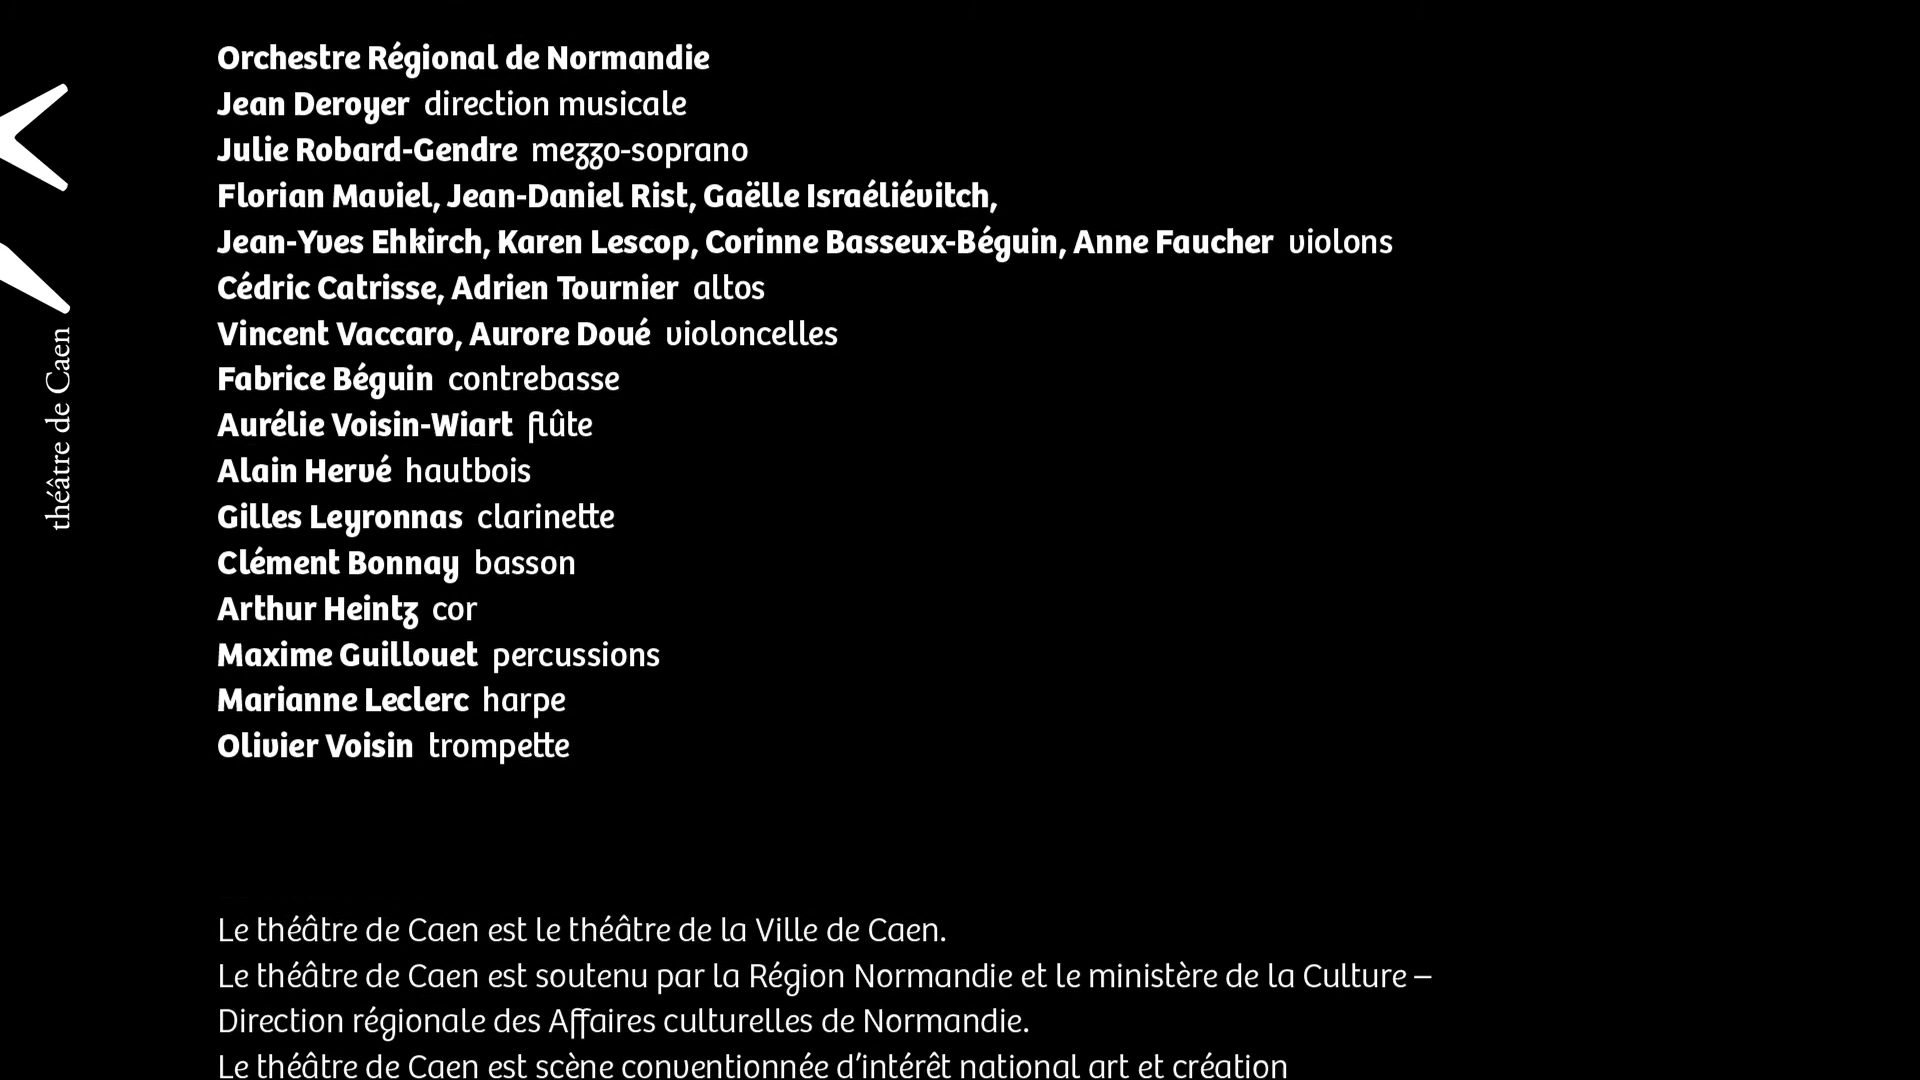 Orchestre Régional de Normandie
Jean Deroyer direction musicale
Julie Robard-Gendre mezzo-soprano
Florian Maviel, Jean-Daniel Rist, Gaëlle Israéliévitch,
Jean-Yves Ehkirch, Karen Lescop, Corinne Basseux-Béguin, Anne Faucher violons
Cédric Catrisse, Adrien Tournier altos
Vincent Vaccaro, Aurore Doué violoncelles
Fabrice Béguin contrebasse
Aurélie Voisin-Wiart flûte
Alain Hervé hautbois
Gilles Leyronnas clarinette
Clément Bonnay basson
Arthur Heintz cor
Maxime Guillouet percussions
Marianne Leclerc harpe
Olivier Voisin trompette
Le théâtre de Caen est le théâtre de la Ville de Caen.
Le théâtre de Caen est soutenu par la Région Normandie et le ministère de la Culture –
Direction régionale des Affaires culturelles de Normandie.
Le théâtre de Caen est scène conventionnée d'intérêt national art et création
théâtre de Caen